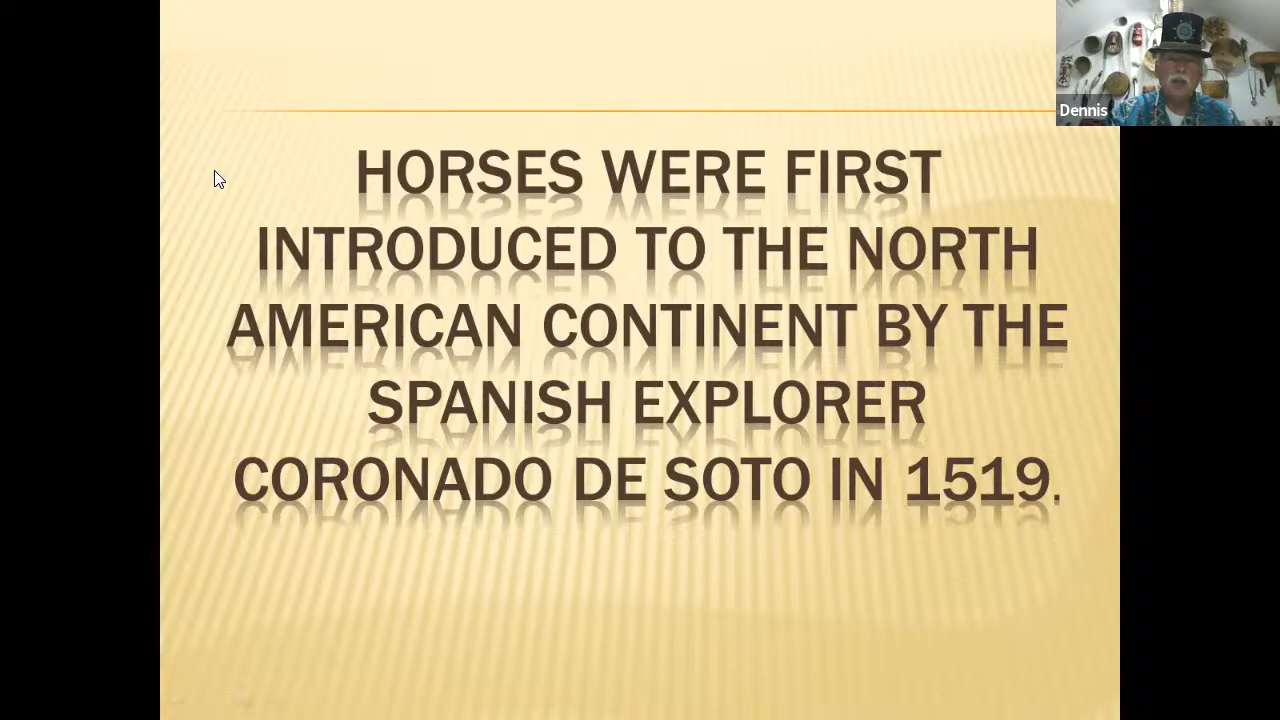 Dennis
HORSES WERE FIRST
INTRODUCED TO THE NORTH
AMERICAN CONTINENT BY THE
SPANISH EXPLORER
CORONADO DE SOTO IN 1519.